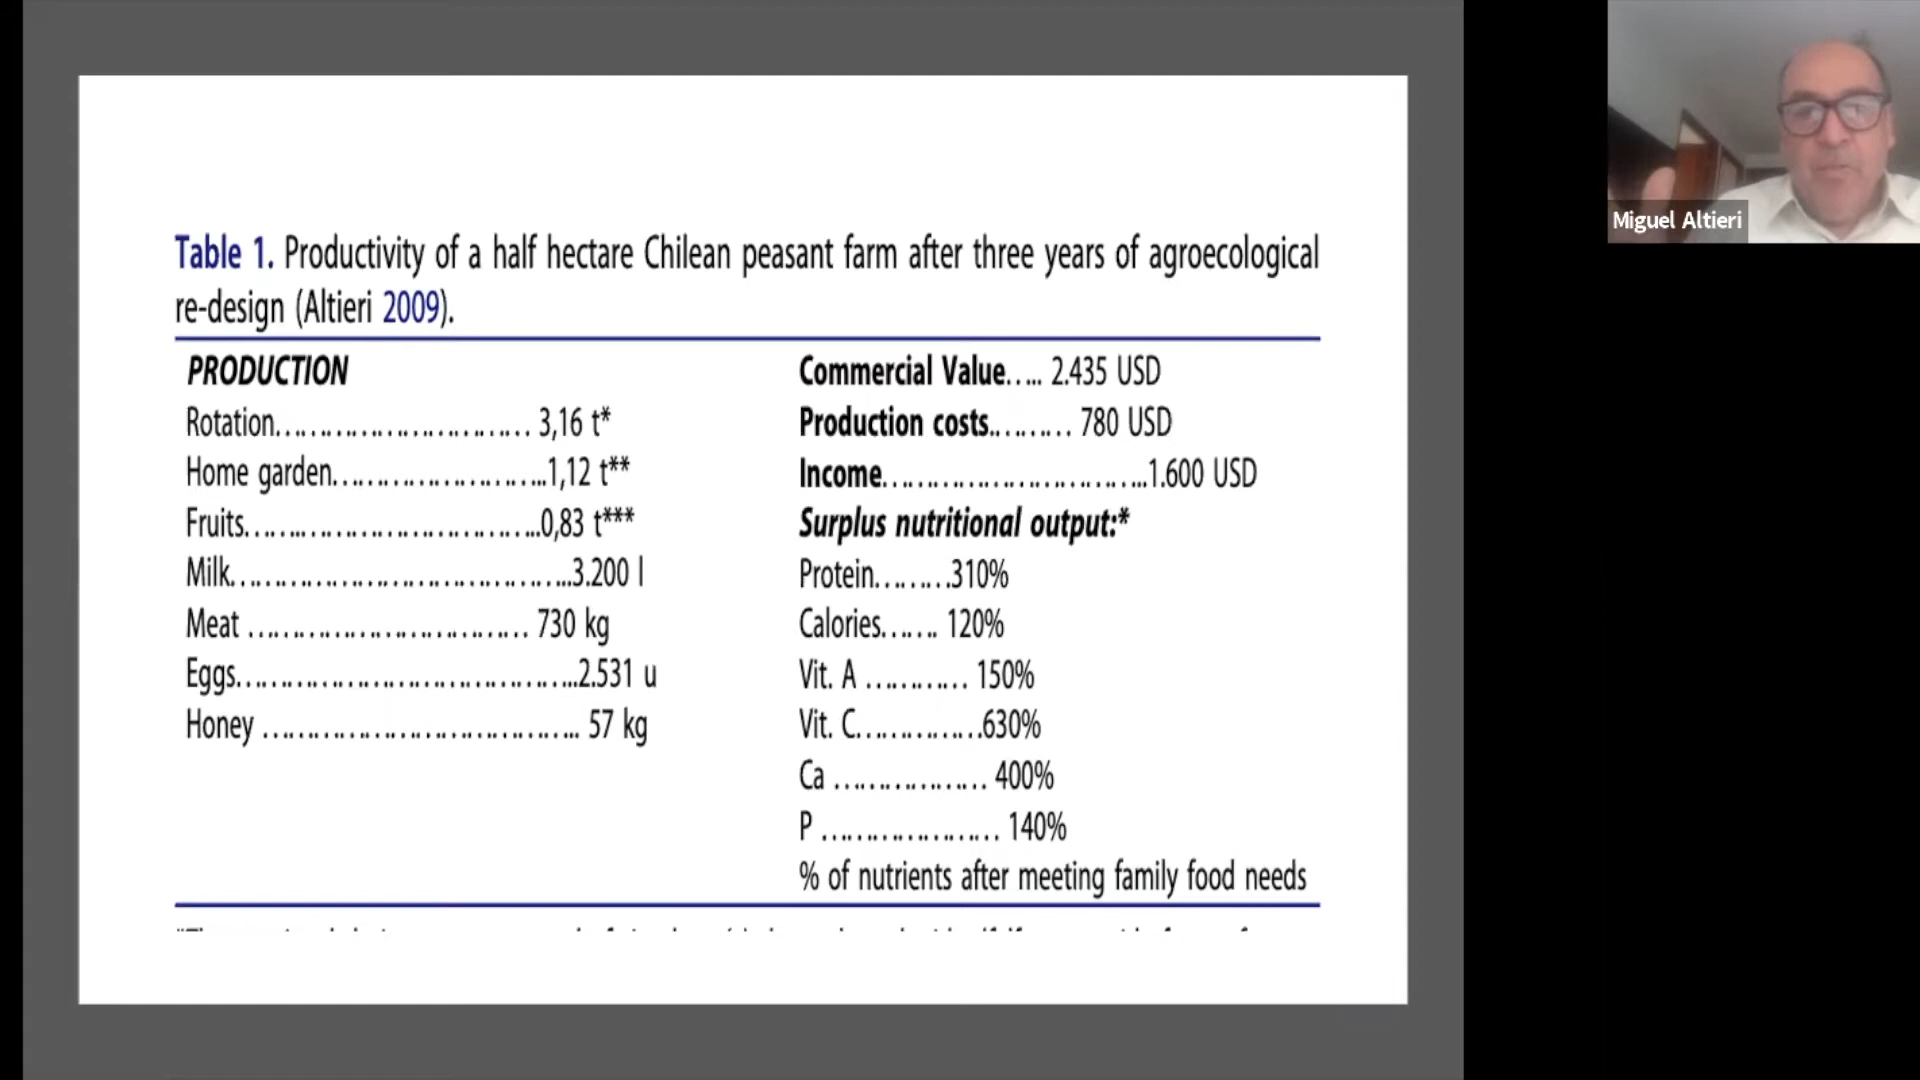 Table 1. Productivity of a half hectare Chilean peasant farm after three years of agroecological
re-design (Altieri 2009).
PRODUCTION
Rotation................................ 3,16 t*
Home garden..........................1,12 t**
Fruits.....................................0,83 t***
Milk..........................................3.200 l
Meat ................................... 730 kg
Eggs..........................................2.531 u
Honey ....................................... 57 kg
Commercial Value..... 2.435 USD
Production costs.......... 780 USD
Income.................................1.600 USD
Surplus nutritional output:*
Protein.........310%
Calories....... 120%
Vit. A ............ 150%
Vit. C...............630%
Ca ................... 400%
P ...................... 140%
% of nutrients after meeting family food needs
Miguel Altieri